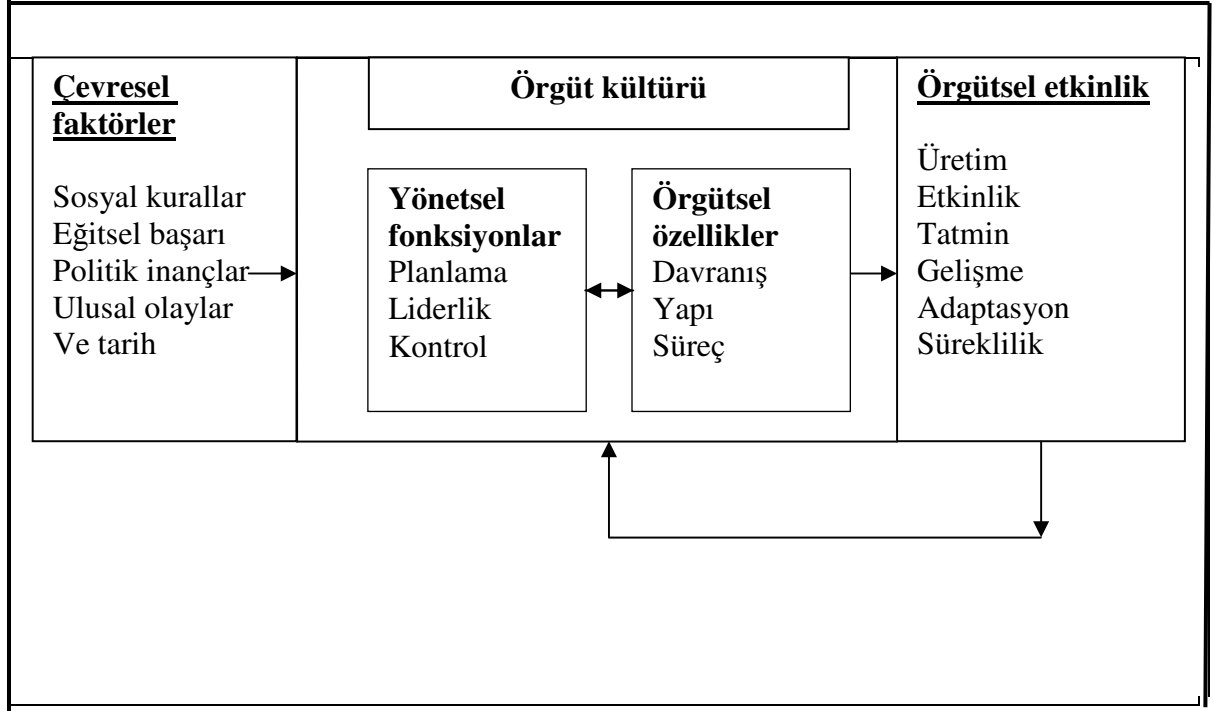 Çevresel
faktörler
Sosyal kurallar
Eğitsel başarı
Politik inançlar
Ulusal olaylar
Ve tarih
Örgüt kültürü
Yönetsel
fonksiyonlar
Planlama
Liderlik
Kontrol
Örgütsel
özellikler
Davranış
Yapı
Süreç
Örgütsel etkinlik
Üretim
Etkinlik
Tatmin
Gelişme
Adaptasyon
Süreklilik